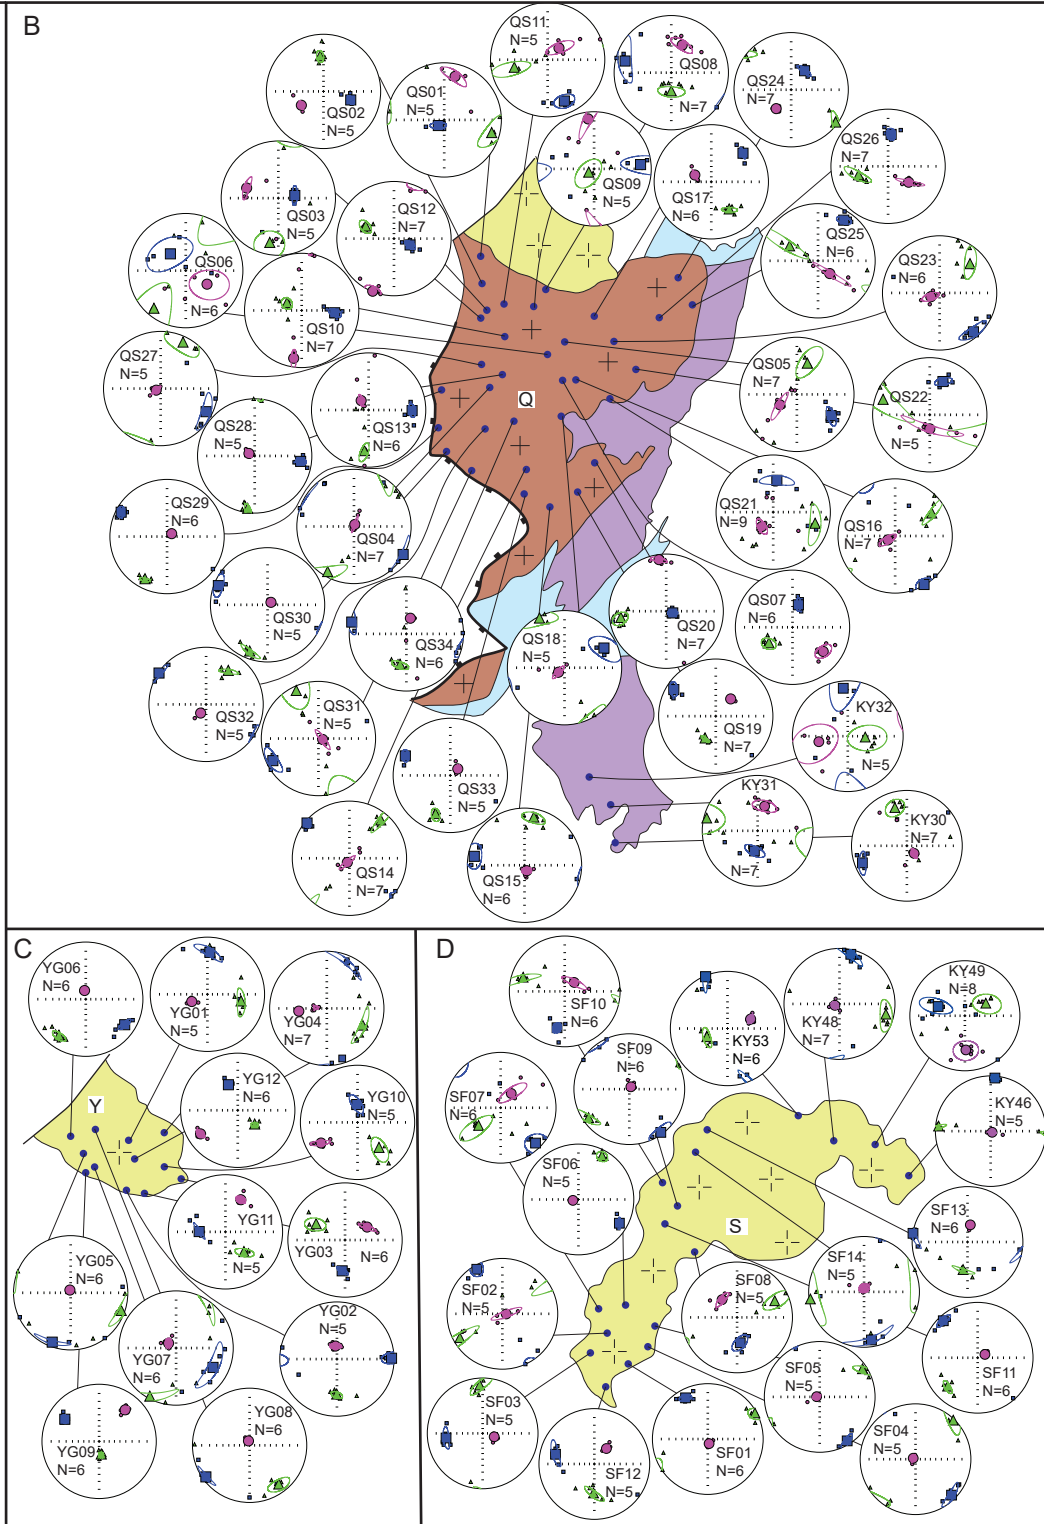 B
QS11
N=5
QS08
N=7
QS24
N=7
QS02
N=5
QS01
N=5
QS26
N=7
QS09
N=5
QS17
N=6
QS03
N=5
QS12
N=7
QS25
N=6
QS23
N=6
QS06
N=6
QS10
N=7
QS27
N=5
QS05
N=7
QS22
N=5
QS13
N=6
Q
QS28
N=5
QS29
N=6
QS04
N=7
QS21
N=9
QS16
N=7
QS30
N=5
QS34
N=6
QS18
N=5
QS20
N=7
QS07
N=6
QS32
N=5
QS31
N=5
QS19
N=7
KY32
N=5
QS33
N=5
KY31
N=7
KY30
N=7
QS14
N=7
QS15
N=6
C
YG06
N=6
YG01
N=5
YG04
N=7
Y
YG12
N=6
YG10
N=5
YG11
N=5
YG03
N=6
YG05
N=6
YG07
N=6
YG02
N=5
YG09
N=6
YG08
N=6
D
SF10
N=6
KY53
N=6
KY48
N=7
KY49
N=8
SF07
N=6
SF09
N=6
KY46
N=5
SF06
N=5
S
SF13
N=6
SF14
N=5
SF02
N=5
SF08
N=5
SF11
N=6
SF05
N=5
SF03
N=5
SF12
N=5
SF01
N=6
SF04
N=5